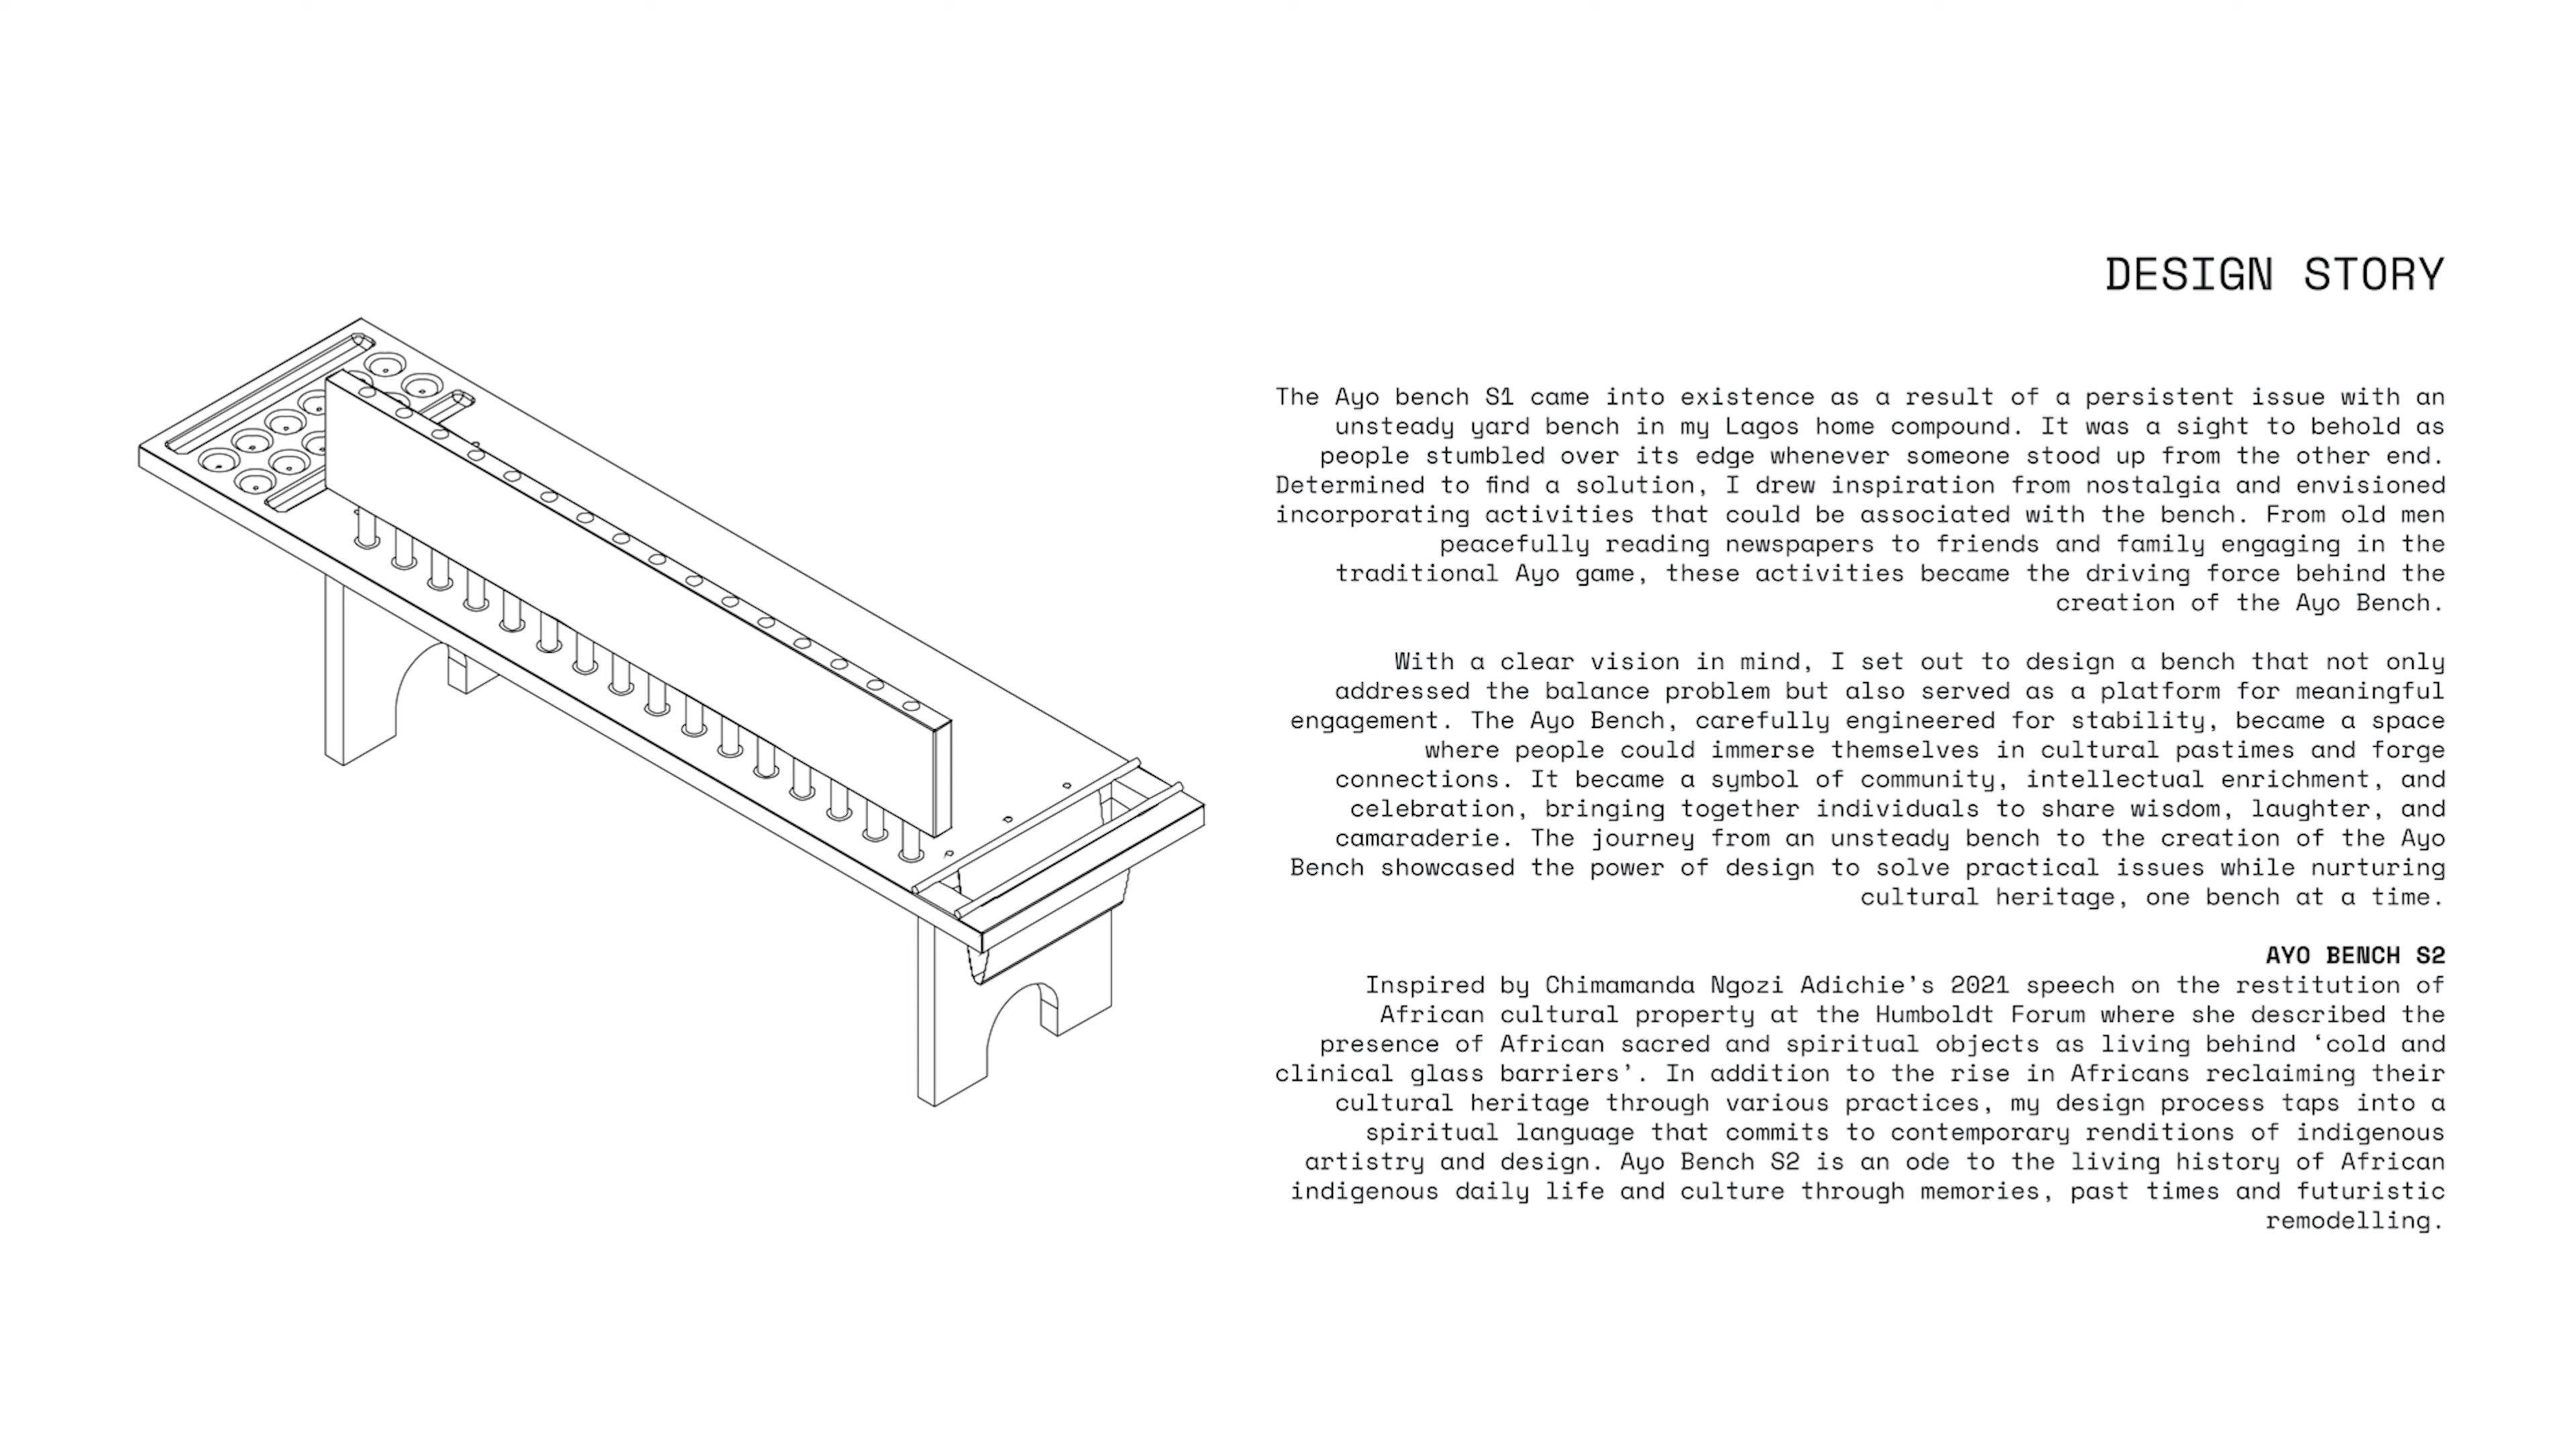 DESIGN STORY
The Ayo bench S1 came into existence as a result of a persistent issue with an
unsteady yard bench in my Lagos home compound. It was a sight to behold as
people stumbled over its edge whenever someone stood up from the other end.
Determined to find a solution, I drew inspiration from nostalgia and envisioned
incorporating activities that could be associated with the bench. From old men
peacefully reading newspapers to friends and family engaging in the
traditional Ayo game, these activities became the driving force behind the
creation of the Ayo Bench.
With a clear vision in mind, I set out to design a bench that not only
addressed the balance problem but also served as a platform for meaningful
engagement. The Ayo Bench, carefully engineered for stability, became a space
where people could immerse themselves in cultural pastimes and forge
connections. It became a symbol of community, intellectual enrichment, and
celebration, bringing together individuals to share wisdom, laughter, and
camaraderie. The journey from an unsteady bench to the creation of the Ayo
Bench showcased the power of design to solve practical issues while nurturing
cultural heritage, one bench at a time.
AYO BENCH S2
Inspired by Chimamanda Ngozi Adichie’s 2021 speech on the restitution of
African cultural property at the Humboldt Forum where she described the
presence of African sacred and spiritual objects as living behind ‘cold and
clinical glass barriers’. In addition to the rise in Africans reclaiming their
cultural heritage through various practices, my design process taps into a
spiritual language that commits to contemporary renditions of indigenous
artistry and design. Ayo Bench S2 is an ode to the living history of African
indigenous daily life and culture through memories, past times and futuristic
remodelling.